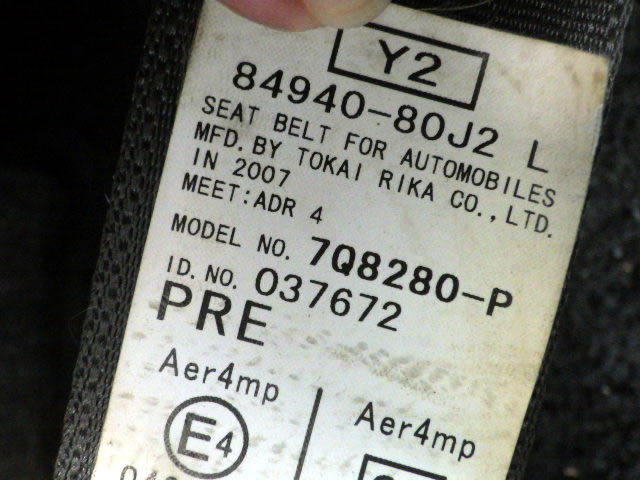 Y2
84940-80J2 L
SEAT BELT FOR AUTOMOBILES
MFD. BY TOKAI RIKA CO., LTD.
IN 2007
MEET:ADR 4
MODEL NO. 7Q8280-P
ID. NO. 037672
PRE
Aer4mp
Aer4mp
E4